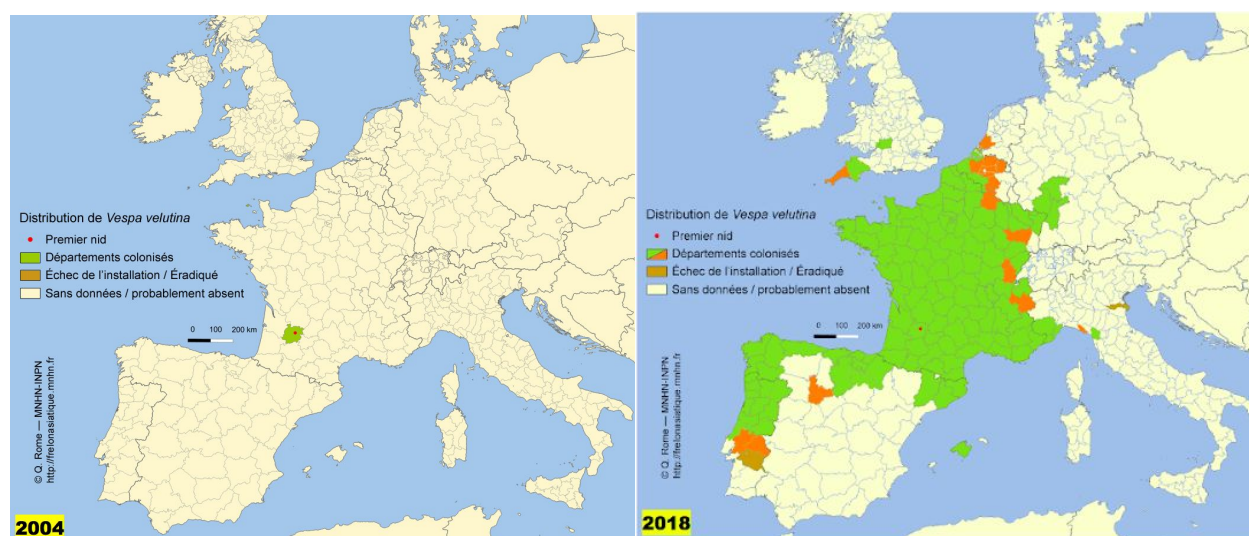 Distribution de Vespa velutina
Premier nid
Départements colonisés
Échec de l'installation / Éradiqué
Sans données / probablement absent
0 100 200 km
© Q. Rome — MNHN-INPN
http://frelonasiatique.mnhn.fr
2004
Distribution de Vespa velutina
Premier nid
Départements colonisés
Échec de l'installation / Éradiqué
Sans données / probablement absent
0 100 200 km
© Q. Rome — MNHN-INPN
http://frelonasiatique.mnhn.fr
2018